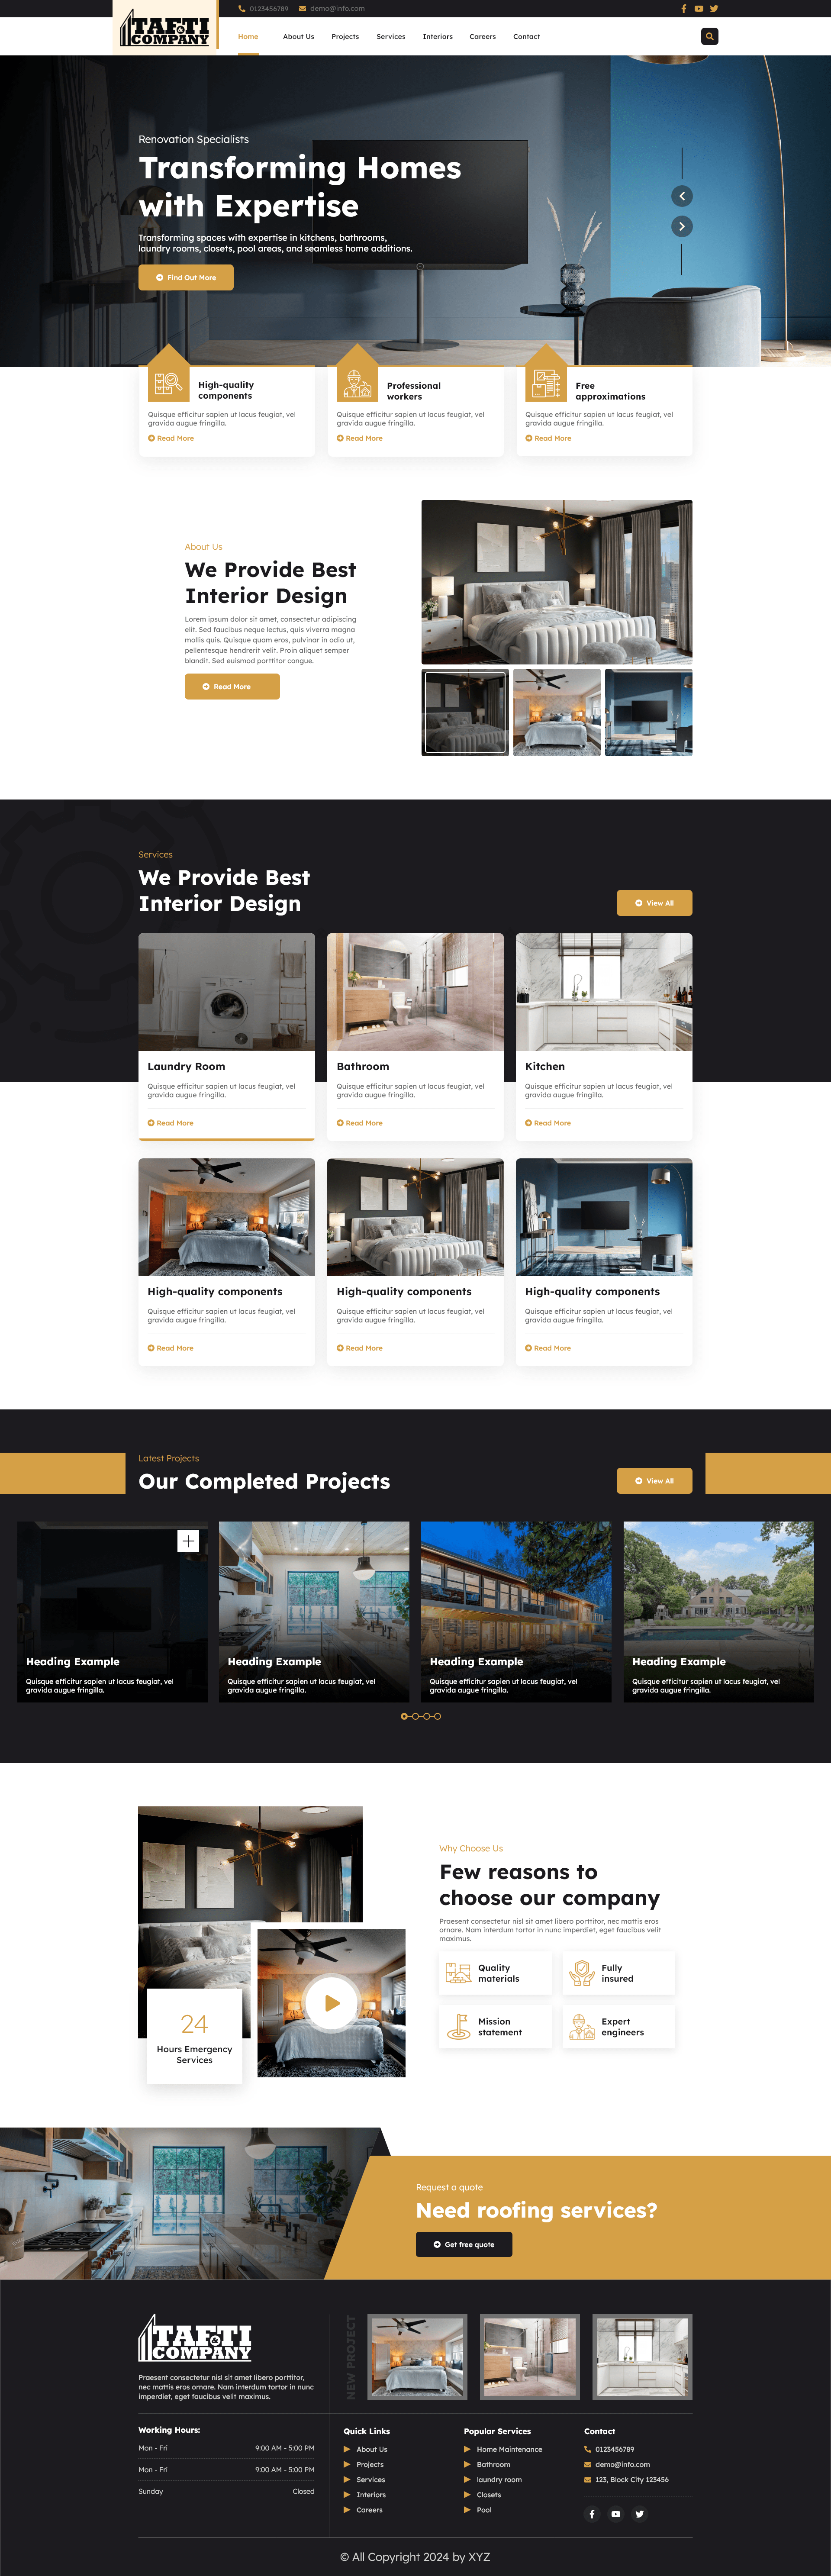 0123456789
demo@info.com
TAFTI
&
COMPANY
Home
About Us
Projects
Services
Interiors
Careers
Contact
Renovation Specialists
Transforming Homes
with Expertise
Transforming spaces with expertise in kitchens, bathrooms,
laundry rooms, closets, pool areas, and seamless home additions.
Find Out More
High-quality
components
Quisque efficitur sapien ut lacus feugiat, vel
gravida augue fringilla.
Read More
Professional
workers
Quisque efficitur sapien ut lacus feugiat, vel
gravida augue fringilla.
Read More
Free
approximations
Quisque efficitur sapien ut lacus feugiat, vel
gravida augue fringilla.
Read More
About Us
We Provide Best
Interior Design
Lorem ipsum dolor sit amet, consectetur adipiscing
elit. Sed faucibus neque lectus, quis viverra magna
mollis quis. Quisque quam eros, pulvinar in odio ut,
pellentesque hendrerit velit. Proin aliquet semper
blandit. Sed euismod porttitor congue.
Read More
Services
We Provide Best
Interior Design
View All
Laundry Room
Quisque efficitur sapien ut lacus feugiat, vel
gravida augue fringilla.
Read More
Bathroom
Quisque efficitur sapien ut lacus feugiat, vel
gravida augue fringilla.
Read More
Kitchen
Quisque efficitur sapien ut lacus feugiat, vel
gravida augue fringilla.
Read More
High-quality components
Quisque efficitur sapien ut lacus feugiat, vel
gravida augue fringilla.
Read More
High-quality components
Quisque efficitur sapien ut lacus feugiat, vel
gravida augue fringilla.
Read More
High-quality components
Quisque efficitur sapien ut lacus feugiat, vel
gravida augue fringilla.
Read More
Latest Projects
Our Completed Projects
View All
Heading Example
Quisque efficitur sapien ut lacus feugiat, vel
gravida augue fringilla.
Heading Example
Quisque efficitur sapien ut lacus feugiat, vel
gravida augue fringilla.
Heading Example
Quisque efficitur sapien ut lacus feugiat, vel
gravida augue fringilla.
Heading Example
Quisque efficitur sapien ut lacus feugiat, vel
gravida augue fringilla.
24
Hours Emergency
Services
Why Choose Us
Few reasons to
choose our company
Praesent consectetur nisl sit amet libero porttitor, nec mattis eros
ornare. Nam interdum tortor in nunc imperdiet, eget faucibus velit
maximus.
Quality
materials
Fully
insured
Mission
statement
Expert
engineers
Request a quote
Need roofing services?
Get free quote
TAFTI
&
COMPANY
Praesent consectetur nisl sit amet libero porttitor,
nec mattis eros ornare. Nam interdum tortor in nunc
imperdiet, eget faucibus velit maximus.
NEW PROJECT
Working Hours:
Mon - Fri 9:00 AM - 5:00 PM
Mon - Fri 9:00 AM - 5:00 PM
Sunday Closed
Quick Links
About Us
Projects
Services
Interiors
Careers
Popular Services
Home Maintenance
Bathroom
laundry room
Closets
Pool
Contact
0123456789
demo@info.com
123, Block City 123456
© All Copyright 2024 by XYZ